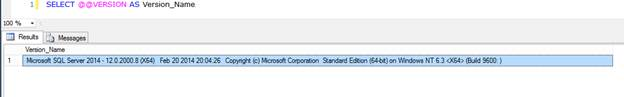 1 SELECT @@VERSION AS Version_Name
100 %
Results Messages
Version_Name
1 Microsoft SQL Server 2014 - 12.0.2000.8 (X64) Feb 20 2014 20:04:26 Copyright (c) Microsoft Corporation Standard Edition (64-bit) on Windows NT 6.3 <X64> (Build 9600: )